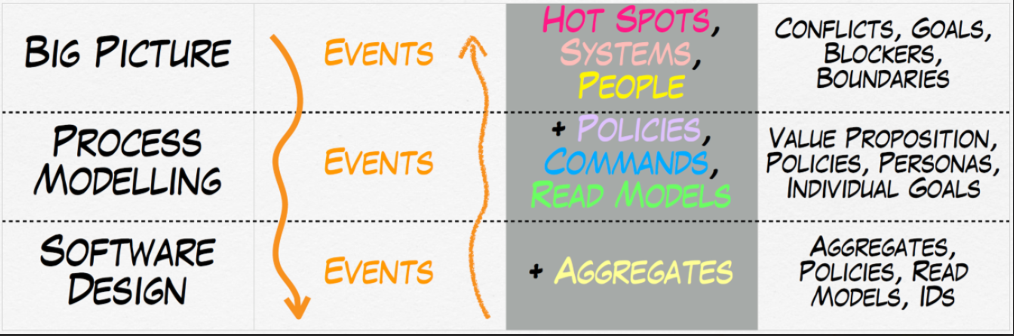 BIG PICTURE
EVENTS
HOT SPOTS,
SYSTEMS,
PEOPLE
CONFLICTS, GOALS,
BLOCKERS,
BOUNDARIES
PROCESS
MODELLING
EVENTS
+ POLICIES,
COMMANDS,
READ MODELS
VALUE PROPOSITION,
POLICIES, PERSONAS,
INDIVIDUAL GOALS
SOFTWARE
DESIGN
EVENTS
+ AGGREGATES
AGGREGATES,
POLICIES, READ
MODELS, IDS